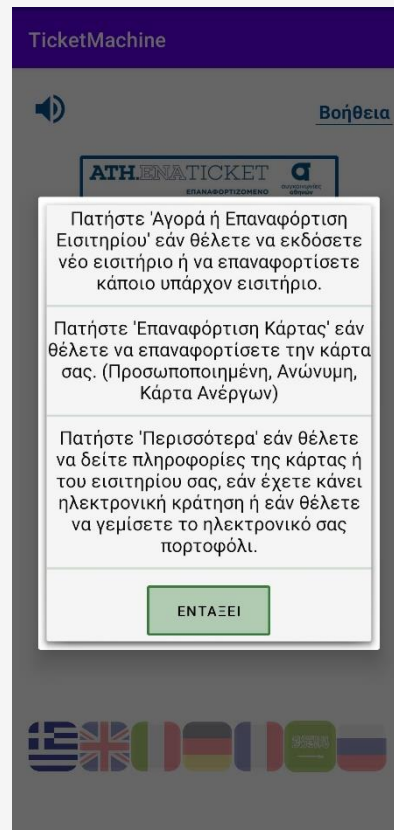 TicketMachine
Βοήθεια
ATH.ENA TICKET
ΕΠΑΝΑΦΟΡΤΙΖΟΜΕΝΟ
Πατήστε 'Αγορά ή Επαναφόρτιση
Εισιτηρίου' εάν θέλετε να εκδόσετε
νέο εισιτήριο ή να επαναφορτίσετε
κάποιο υπάρχον εισιτήριο.
Πατήστε 'Επαναφόρτιση Κάρτας' εάν
θέλετε να επαναφορτίσετε την κάρτα
σας. (Προσωποποιημένη, Ανώνυμη,
Κάρτα Ανέργων)
Πατήστε 'Περισσότερα' εάν θέλετε
να δείτε πληροφορίες της κάρτας ή
του εισιτηρίου σας, εάν έχετε κάνει
ηλεκτρονική κράτηση ή εάν θέλετε
να γεμίσετε το ηλεκτρονικό σας
πορτοφόλι.
ΕΝΤΑΞΕΙ